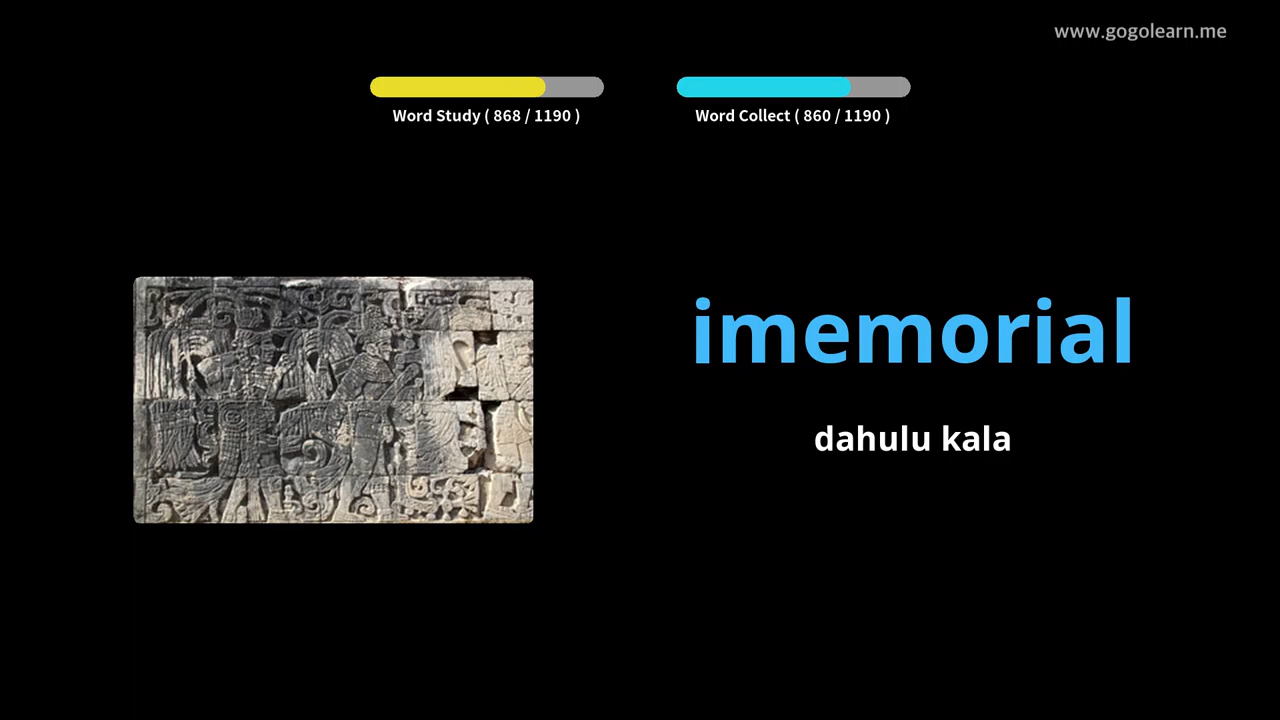 www.gogolearn.me
Word Study ( 868 / 1190 )
Word Collect ( 860 / 1190 )
imemorial
dahulu kala